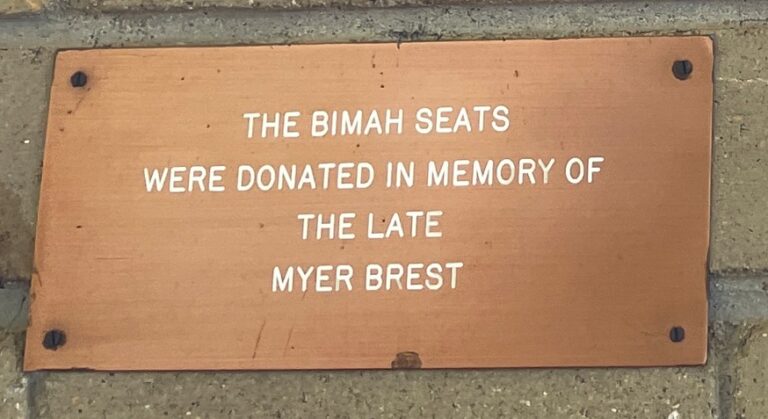 THE BIMAH SEATS
WERE DONATED IN MEMORY OF
THE LATE
MYER BREST